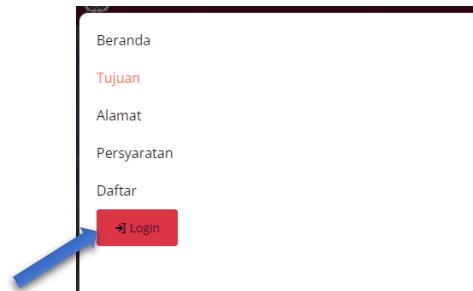 Beranda
Tujuan
Alamat
Persyaratan
Daftar
Login